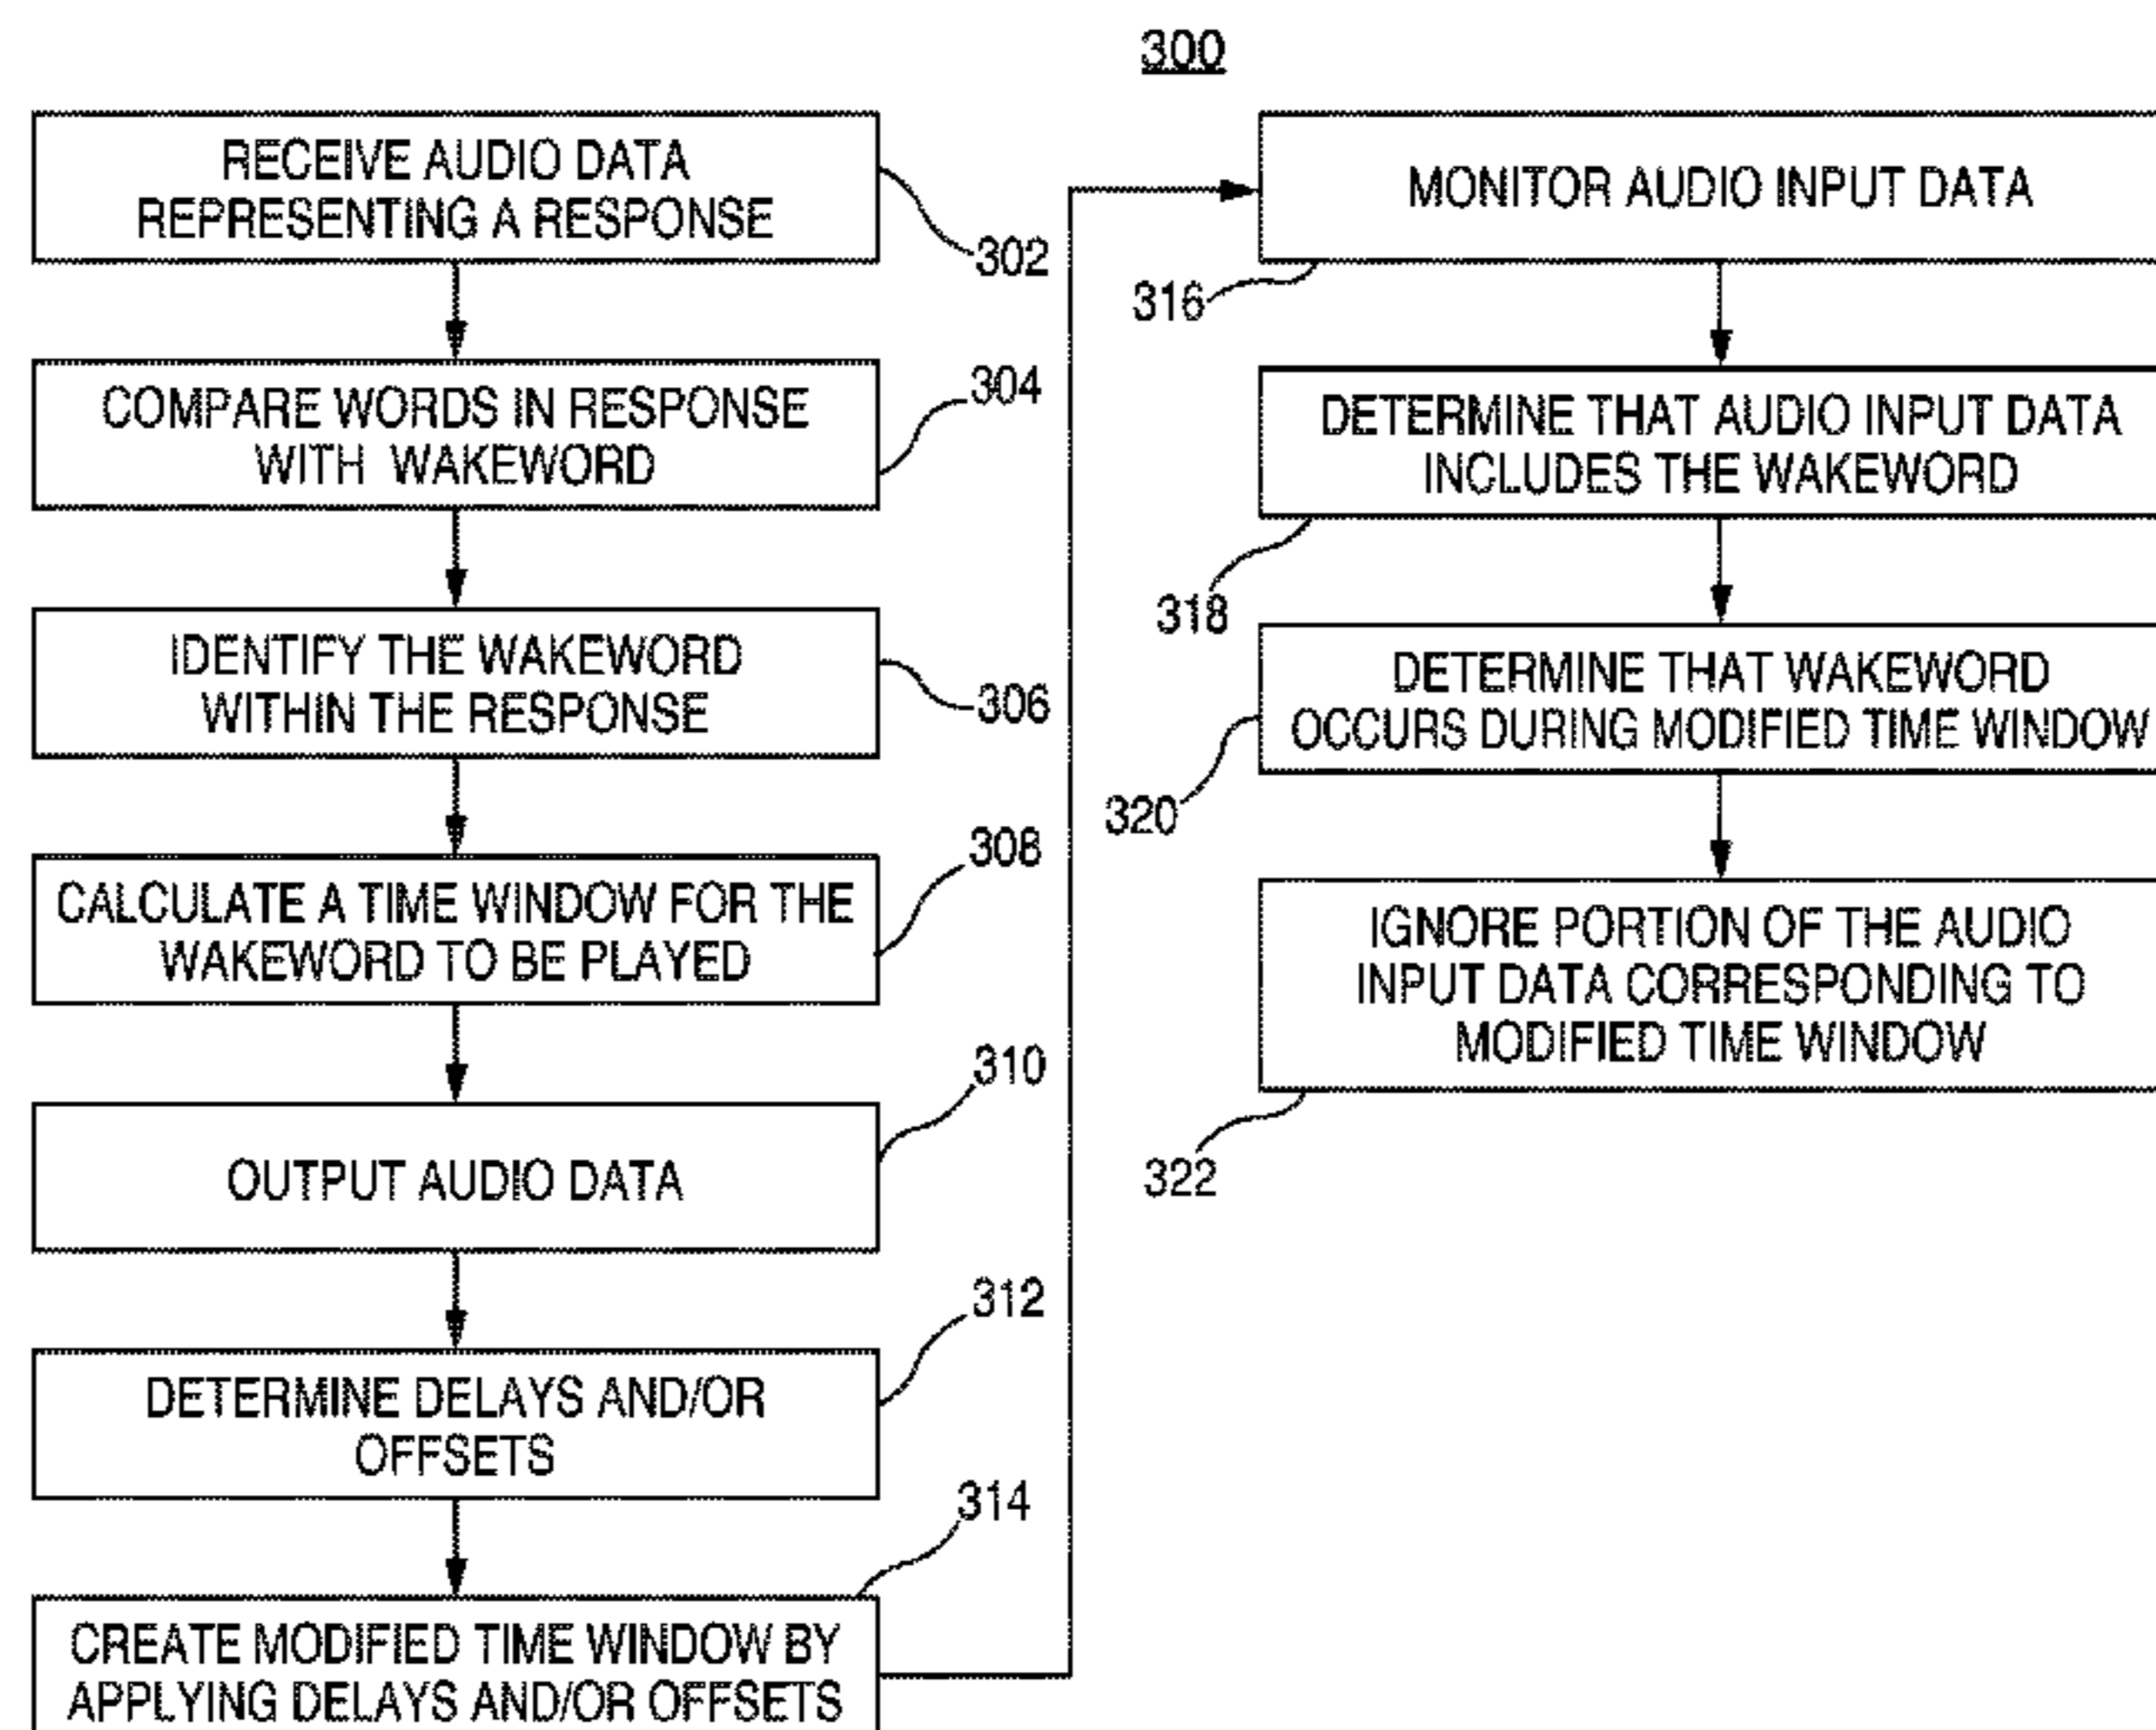 300
RECEIVE AUDIO DATA
REPRESENTING A RESPONSE
302
COMPARE WORDS IN RESPONSE
WITH WAKEWORD
304
IDENTIFY THE WAKEWORD
WITHIN THE RESPONSE
306
CALCULATE A TIME WINDOW FOR THE
WAKEWORD TO BE PLAYED
308
OUTPUT AUDIO DATA
310
DETERMINE DELAYS AND/OR
OFFSETS
312
CREATE MODIFIED TIME WINDOW BY
APPLYING DELAYS AND/OR OFFSETS
314
MONITOR AUDIO INPUT DATA
316
DETERMINE THAT AUDIO INPUT DATA
INCLUDES THE WAKEWORD
318
DETERMINE THAT WAKEWORD
OCCURS DURING MODIFIED TIME WINDOW
320
IGNORE PORTION OF THE AUDIO
INPUT DATA CORRESPONDING TO
MODIFIED TIME WINDOW
322